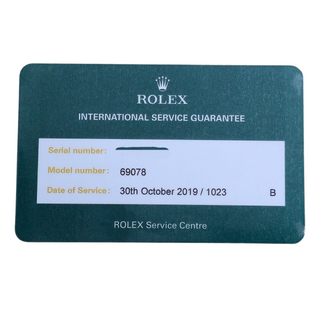 ROLEX
INTERNATIONAL SERVICE GUARANTEE
Serial number:
Model number: 69078
Date of Service: 30th October 2019 / 1023 B
ROLEX Service Centre